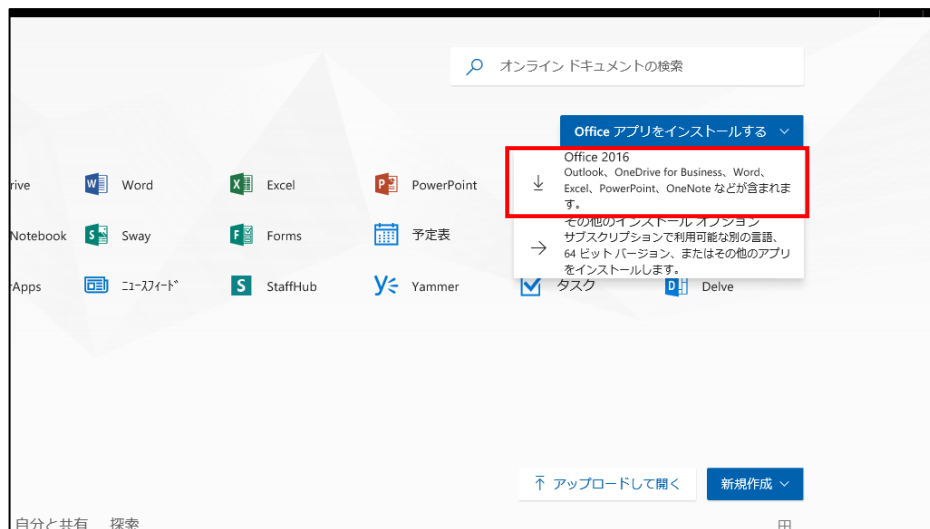 オンライン ドキュメントの検索
Office アプリをインストールする
Office 2016
Outlook、OneDrive for Business、Word、
Excel、PowerPoint、OneNote などが含まれま
す。
その他のインストール オプション
サブスクリプションで利用可能な別の言語、
64 ビット バージョン、またはその他のアプリ
をインストールします。
rive Word Excel PowerPoint
Notebook Sway Forms 予定表
Apps ﾆｭｰｽﾌｨｰﾄﾞ StaffHub Yammer タスク Delve
アップロードして開く 新規作成
自分と共有 探索